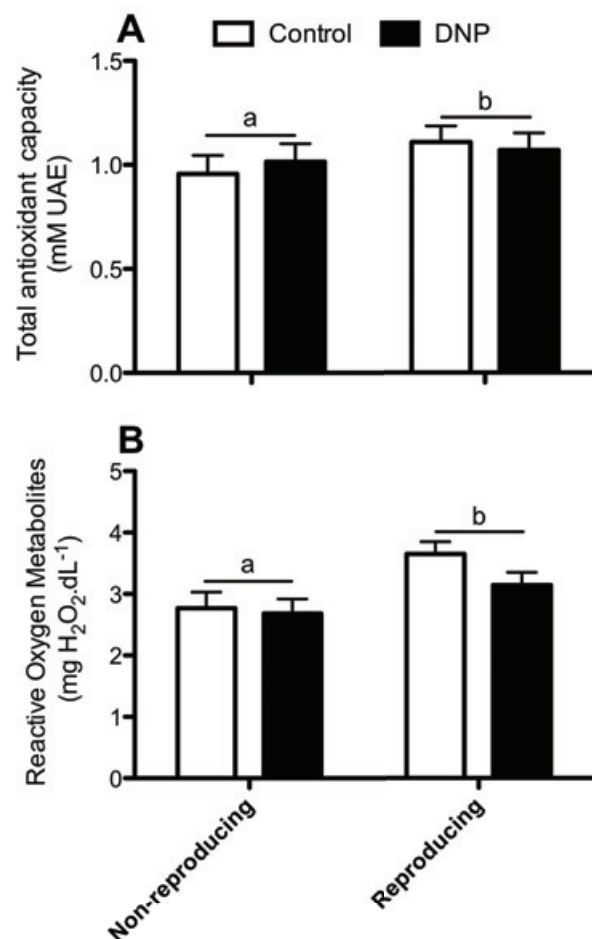 A
Control
DNP
Total antioxidant capacity
(mM UAE)
1.5
1.0
0.5
0.0
a
b
B
Reactive Oxygen Metabolites
(mg H₂O₂.dL⁻¹)
5
4
3
2
1
0
a
b
Non-reproducing
Reproducing